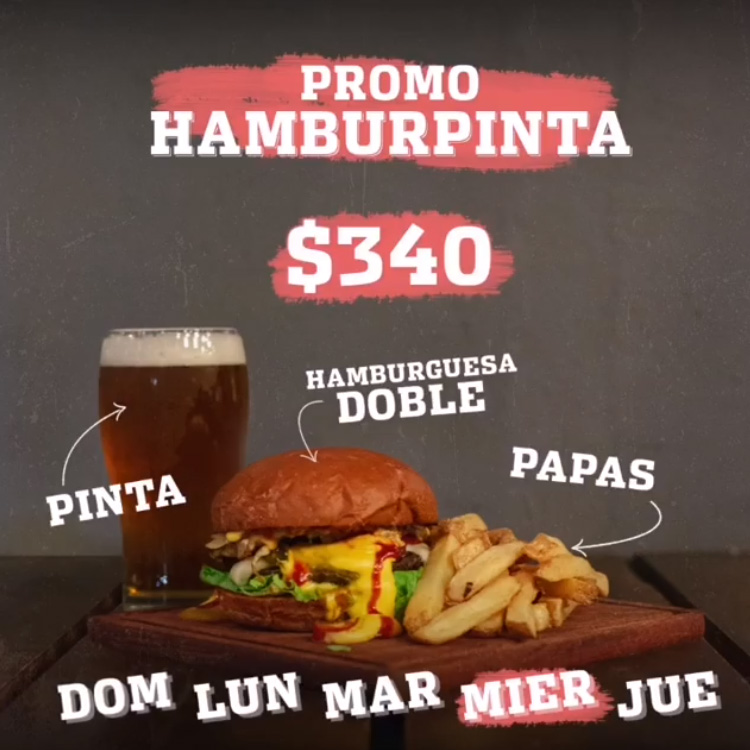 PROMO
HAMBURPINTA
$340
HAMBURGUESA
DOBLE
PAPAS
PINTA
DOM LUN MAR MIER JUE